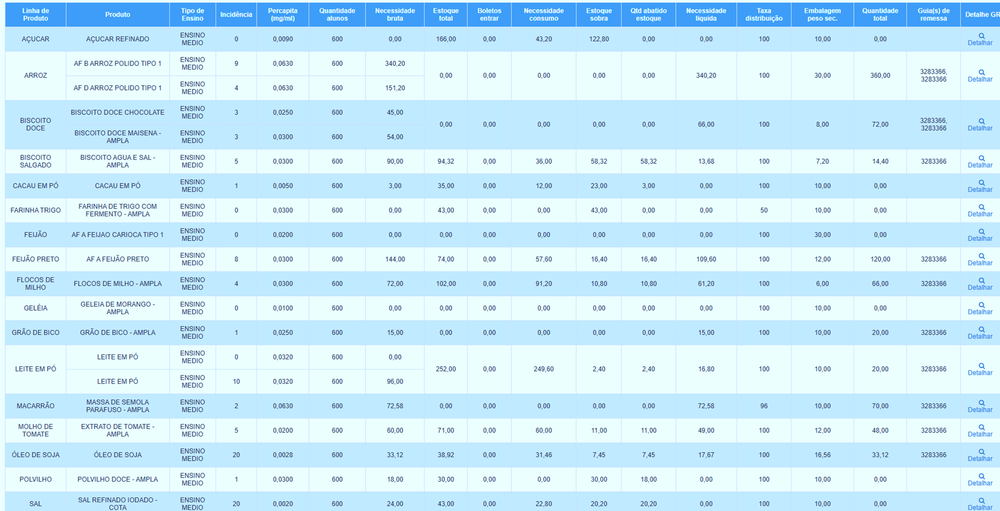 Linha de Produto	Produto	Tipo de Ensino	Incidência	Percapita (mg/ml)	Quantidade alunos	Necessidade bruta	Estoque total	Boletos entrar	Necessidade consumo	Estoque sobra	Qtd abatido estoque	Necessidade liquida	Taxa distribuição	Embalagem peso sec.	Quantidade total	Guia(s) de remessa	Detalhe GR
AÇUCAR	AÇUCAR REFINADO	ENSINO MEDIO	0	0,0090	600	0,00	166,00	0,00	43,20	122,80	0,00	0,00	100	10,00	0,00		Detalhar
ARROZ	AF B ARROZ POLIDO TIPO 1	ENSINO MEDIO	9	0,0630	600	340,20	0,00	0,00	0,00	0,00	0,00	340,20	100	30,00	360,00	3283366, 3283366	Detalhar
AF D ARROZ POLIDO TIPO 1	ENSINO MEDIO	4	0,0630	600	151,20
BISCOITO DOCE	BISCOITO DOCE CHOCOLATE	ENSINO MEDIO	3	0,0250	600	45,00	0,00	0,00	0,00	0,00	0,00	66,00	100	8,00	72,00	3283366, 3283366	Detalhar
BISCOITO DOCE MAISENA - AMPLA	ENSINO MEDIO	3	0,0300	600	54,00
BISCOITO SALGADO	BISCOITO AGUA E SAL - AMPLA	ENSINO MEDIO	5	0,0300	600	90,00	94,32	0,00	36,00	58,32	58,32	13,68	100	7,20	14,40	3283366	Detalhar
CACAU EM PÓ	CACAU EM PÓ	ENSINO MEDIO	1	0,0050	600	3,00	35,00	0,00	12,00	23,00	3,00	0,00	100	10,00	0,00		Detalhar
FARINHA TRIGO	FARINHA DE TRIGO COM FERMENTO - AMPLA	ENSINO MEDIO	0	0,0300	600	0,00	43,00	0,00	0,00	43,00	0,00	0,00	50	10,00	0,00		Detalhar
FEIJÃO	AF A FEIJAO CARIOCA TIPO 1	ENSINO MEDIO	0	0,0200	600	0,00	0,00	0,00	0,00	0,00	0,00	0,00	100	30,00	0,00		Detalhar
FEIJÃO PRETO	AF A FEIJÃO PRETO	ENSINO MEDIO	8	0,0300	600	144,00	74,00	0,00	57,60	16,40	16,40	109,60	100	12,00	120,00	3283366	Detalhar
FLOCOS DE MILHO	FLOCOS DE MILHO - AMPLA	ENSINO MEDIO	4	0,0300	600	72,00	102,00	0,00	91,20	10,80	10,80	61,20	100	6,00	66,00	3283366	Detalhar
GELÉIA	GELEIA DE MORANGO - AMPLA	ENSINO MEDIO	0	0,0100	600	0,00	0,00	0,00	0,00	0,00	0,00	0,00	100	10,00	0,00		Detalhar
GRÃO DE BICO	GRÃO DE BICO - AMPLA	ENSINO MEDIO	1	0,0250	600	15,00	0,00	0,00	0,00	0,00	0,00	15,00	100	10,00	20,00	3283366	Detalhar
LEITE EM PÓ	LEITE EM PÓ	ENSINO MEDIO	0	0,0320	600	0,00	252,00	0,00	249,60	2,40	2,40	16,80	100	10,00	20,00	3283366	Detalhar
LEITE EM PÓ	ENSINO MEDIO	10	0,0320	600	96,00
MACARRÃO	MASSA DE SEMOLA PARAFUSO - AMPLA	ENSINO MEDIO	2	0,0630	600	72,58	0,00	0,00	0,00	0,00	0,00	72,58	96	10,00	70,00	3283366	Detalhar
MOLHO DE TOMATE	EXTRATO DE TOMATE - AMPLA	ENSINO MEDIO	5	0,0200	600	60,00	71,00	0,00	60,00	11,00	11,00	49,00	100	12,00	48,00	3283366	Detalhar
ÓLEO DE SOJA	ÓLEO DE SOJA	ENSINO MEDIO	20	0,0028	600	33,12	38,92	0,00	31,46	7,45	7,45	17,67	100	16,56	33,12	3283366	Detalhar
POLVILHO	POLVILHO DOCE - AMPLA	ENSINO MEDIO	1	0,0300	600	18,00	30,00	0,00	0,00	30,00	18,00	0,00	100	10,00	0,00		Detalhar
SAL	SAL REFINADO IODADO - COTA	ENSINO MEDIO	20	0,0020	600	24,00	43,00	0,00	22,80	20,20	20,20	0,00	100	10,00	0,00		Detalhar